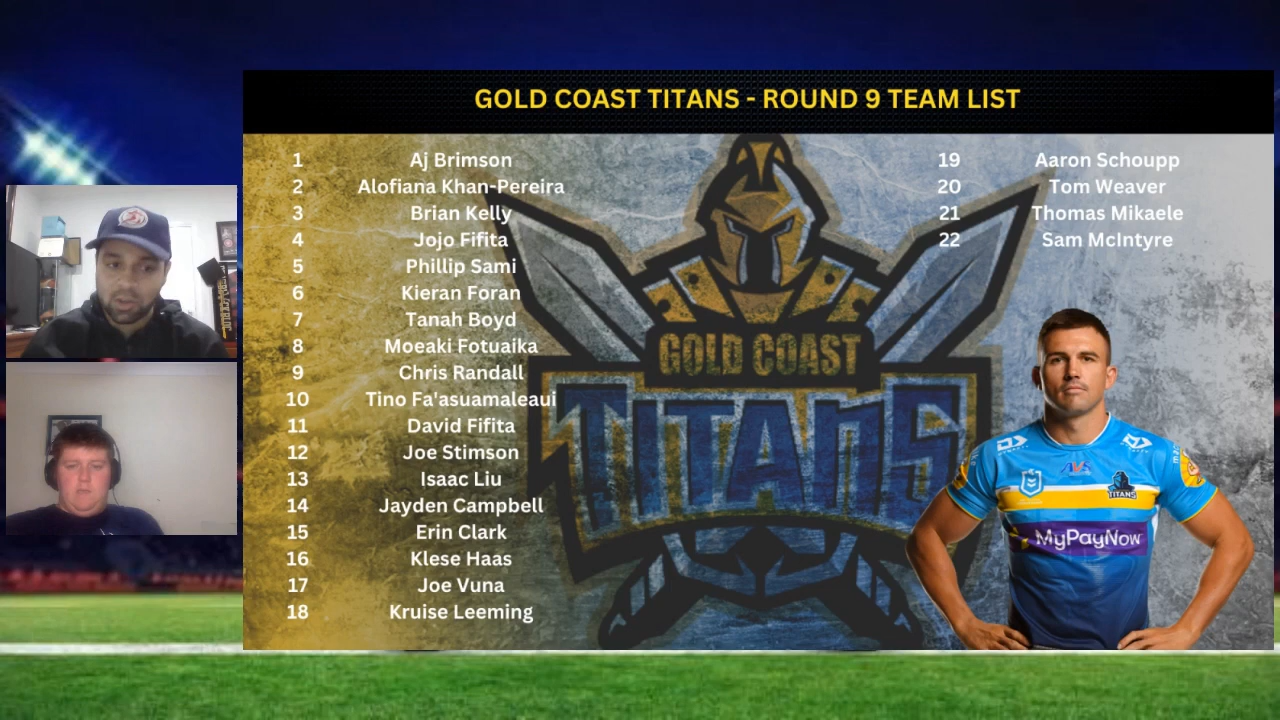 GOLD COAST TITANS - ROUND 9 TEAM LIST
1 Aj Brimson
2 Alofiana Khan-Pereira
3 Brian Kelly
4 Jojo Fifita
5 Phillip Sami
6 Kieran Foran
7 Tanah Boyd
8 Moeaki Fotuaika
9 Chris Randall
10 Tino Fa'asuamaleaui
11 David Fifita
12 Joe Stimson
13 Isaac Liu
14 Jayden Campbell
15 Erin Clark
16 Klese Haas
17 Joe Vuna
18 Kruise Leeming
19 Aaron Schoupp
20 Tom Weaver
21 Thomas Mikaele
22 Sam McIntyre
GOLD COAST
TITANS
TITANS
MyPayNow